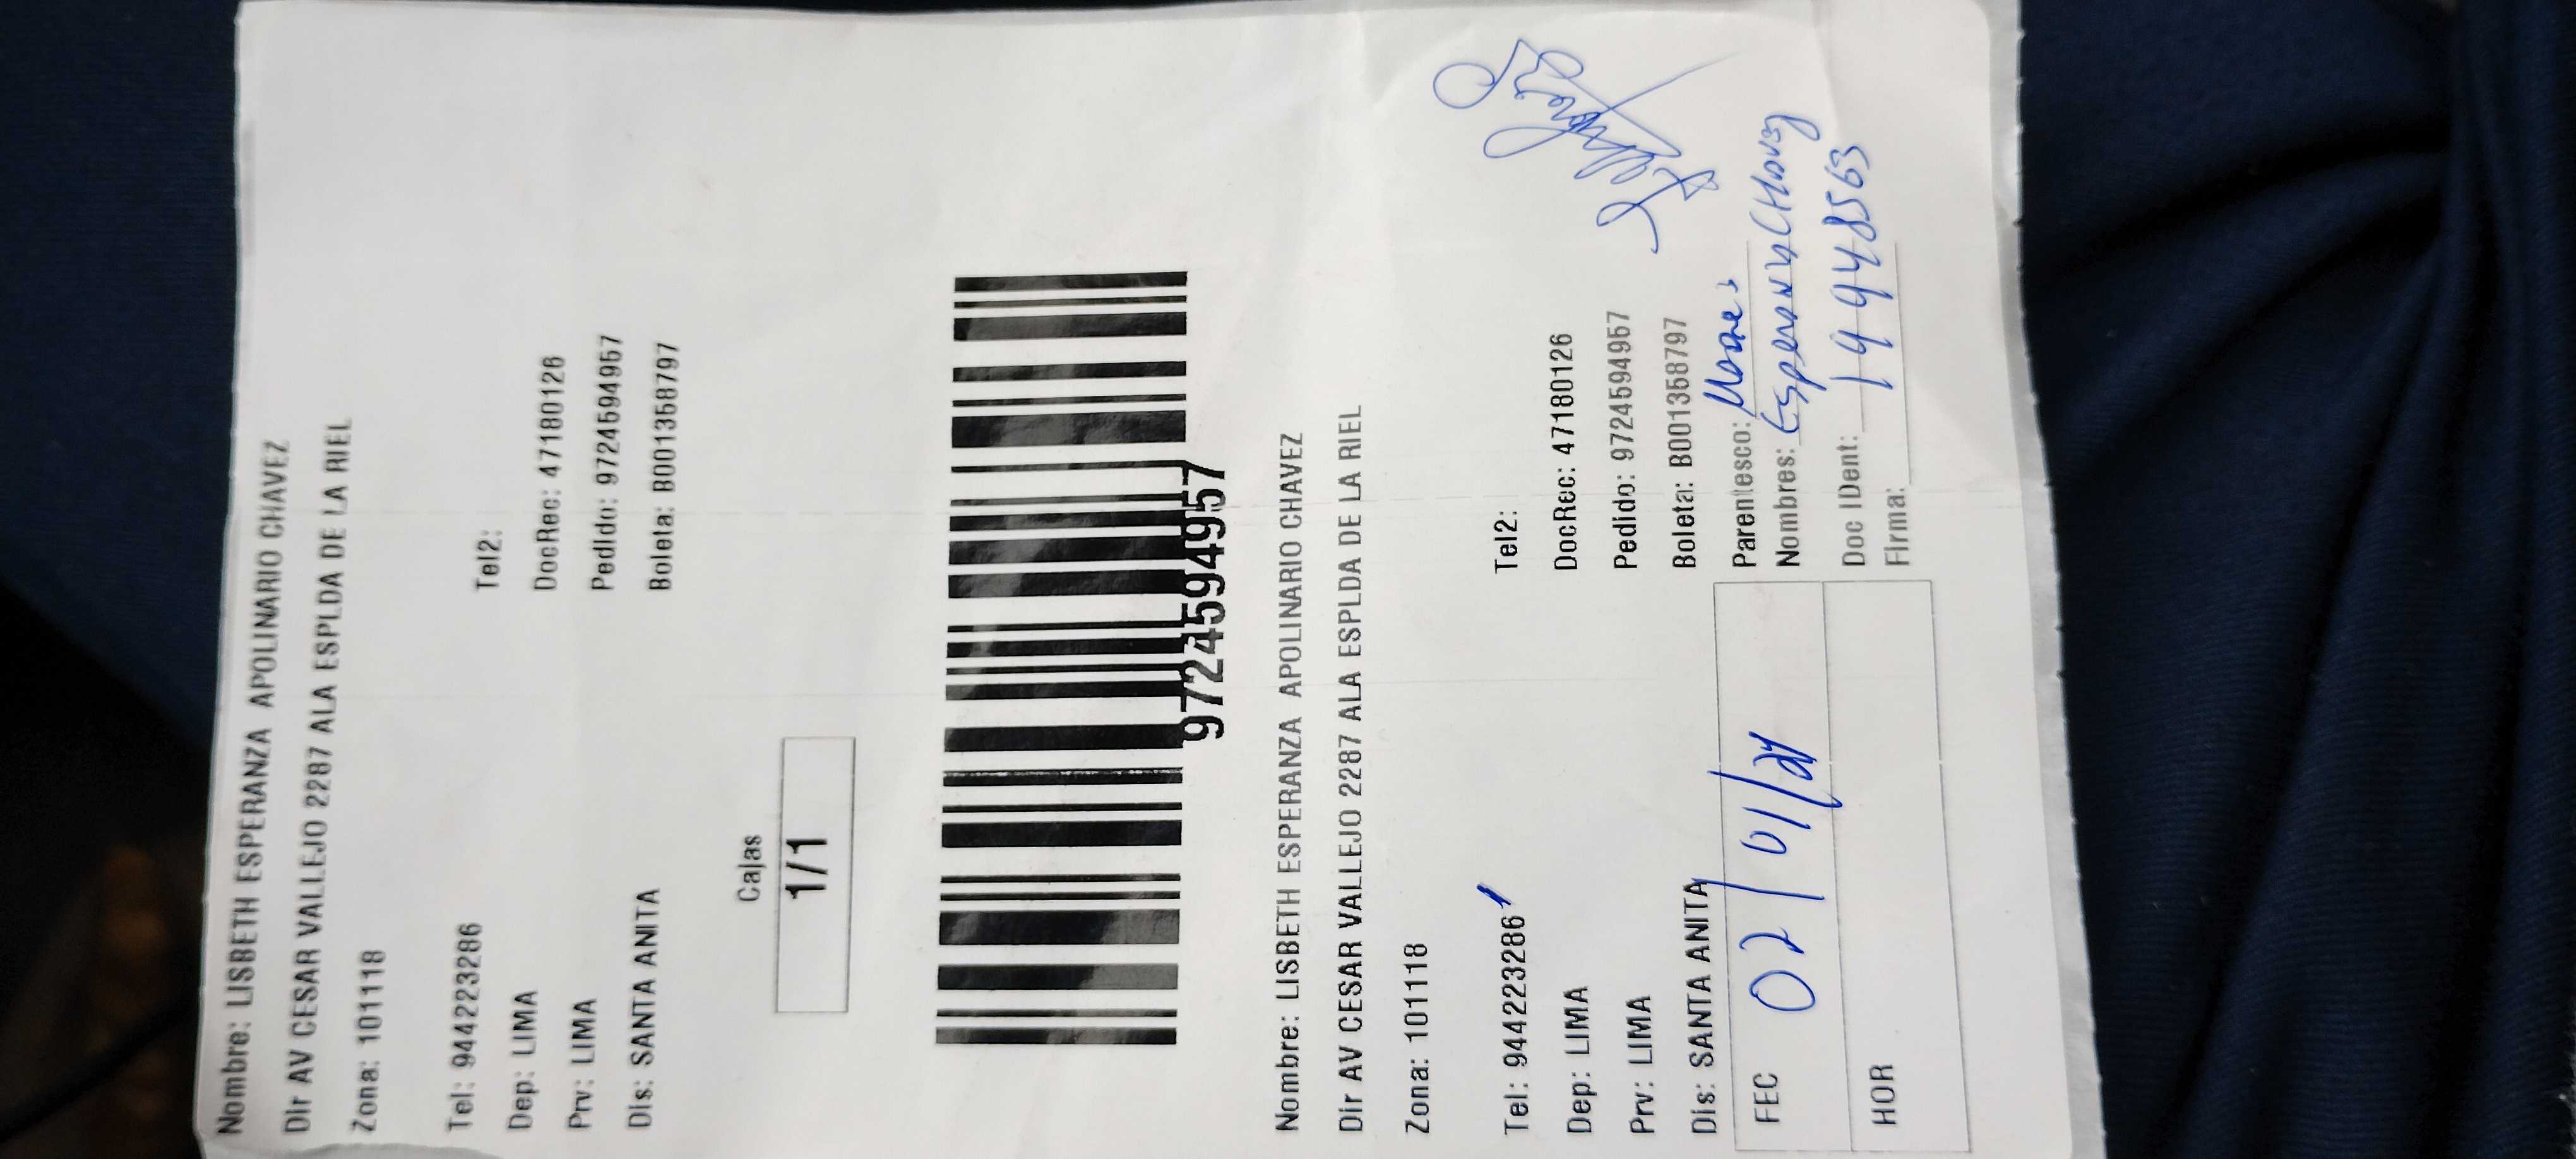 Nombre: LISBETH ESPERANZA APOLINARIO CHAVEZ
Dir AV CESAR VALLEJO 2287 ALA ESPLDA DE LA RIEL
Zona: 101118
Tel: 944223286 Tel2:
Dep: LIMA DocRec: 47180126
Prv: LIMA Pedido: 9724594957
Dis: SANTA ANITA Boleta: B001358797
Cajas
1/1
9724594957
Nombre: LISBETH ESPERANZA APOLINARIO CHAVEZ
Dir AV CESAR VALLEJO 2287 ALA ESPLDA DE LA RIEL
Zona: 101118
Tel: 944223286 Tel2:
Dep: LIMA DocRec: 47180126
Prv: LIMA Pedido: 9724594957
Dis: SANTA ANITA Boleta: B001358797
FEC 02/01/24 Parentesco:
Nombres: Esperanza CHavez
HOR Doc IDent: 19948563
Firma: